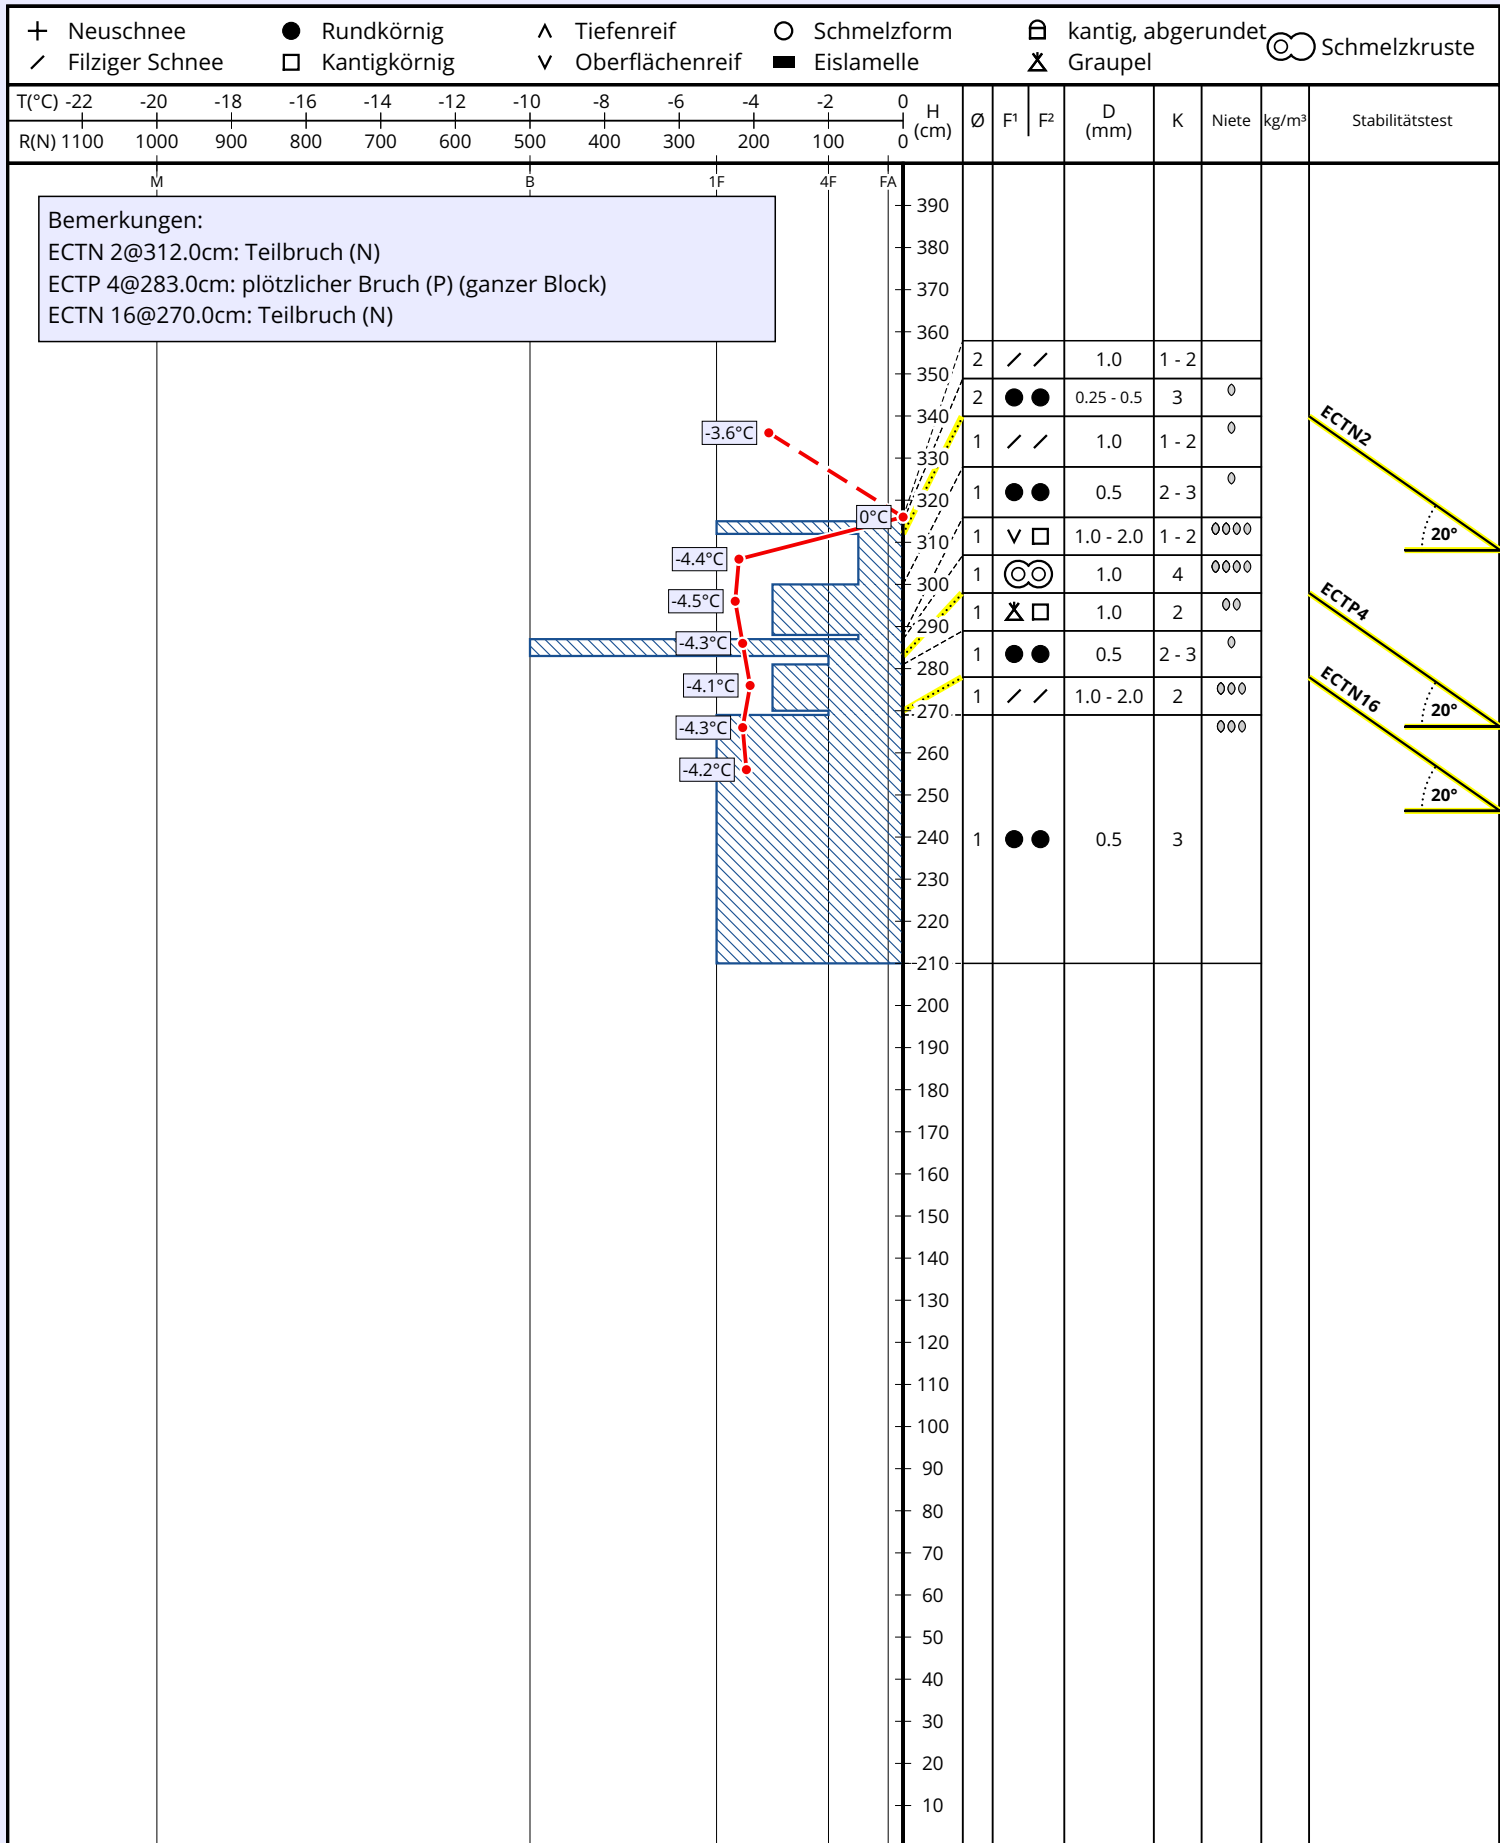 Neuschnee Rundkörnig Tiefenreif Schmelzform kantig, abgerundet Schmelzkruste
Filziger Schnee Kantigkörnig Oberflächenreif Eislamelle Graupel
T(°C) -22 -20 -18 -16 -14 -12 -10 -8 -6 -4 -2 0
R(N) 1100 1000 900 800 700 600 500 400 300 200 100 0
H (cm) Ø F¹ F² D (mm) K Niete kg/m³ Stabilitätstest
M B 1F 4F FA
Bemerkungen:
ECTN 2@312.0cm: Teilbruch (N)
ECTP 4@283.0cm: plötzlicher Bruch (P) (ganzer Block)
ECTN 16@270.0cm: Teilbruch (N)
390
380
370
360
350
340
330
320
310
300
290
280
270
260
250
240
230
220
210
200
190
180
170
160
150
140
130
120
110
100
90
80
70
60
50
40
30
20
10
-3.6°C
0°C
-4.4°C
-4.5°C
-4.3°C
-4.1°C
-4.3°C
-4.2°C
2 1.0 1 - 2
2 0.25 - 0.5 3
1 1.0 1 - 2
1 0.5 2 - 3
1 1.0 - 2.0 1 - 2
1 1.0 4
1 1.0 2
1 0.5 2 - 3
1 1.0 - 2.0 2
1 0.5 3
ECTN2
20°
ECTP4
20°
ECTN16
20°